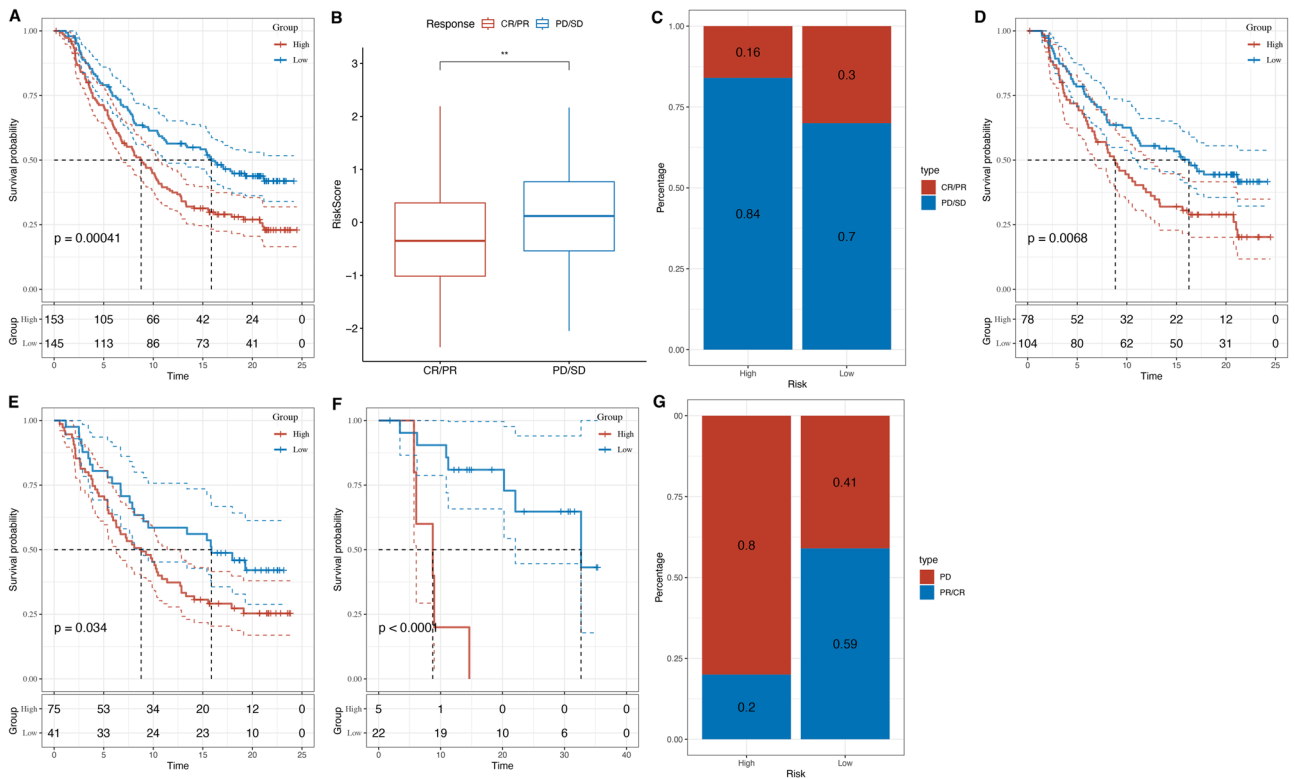 A
Group
High
Low
Survival probability
1.00
0.75
0.50
0.25
0.00
p = 0.00041
Group
High 153 105 66 42 24 0
Low 145 113 86 73 41 0
0 5 10 15 20 25
Time
B
Response CR/PR PD/SD
**
RiskScore
3
2
1
0
−1
−2
CR/PR PD/SD
C
Percentage
1.00
0.75
0.50
0.25
0.00
0.16
0.3
0.84
0.7
High Low
Risk
type
CR/PR
PD/SD
D
Group
High
Low
Survival probability
1.00
0.75
0.50
0.25
0.00
p = 0.0068
Group
High 78 52 32 22 12 0
Low 104 80 62 50 31 0
0 5 10 15 20 25
Time
E
Group
High
Low
Survival probability
1.00
0.75
0.50
0.25
0.00
p = 0.034
Group
High 75 53 34 20 12 0
Low 41 33 24 23 10 0
0 5 10 15 20 25
Time
F
Group
High
Low
Survival probability
1.00
0.75
0.50
0.25
0.00
p < 0.0001
Group
High 5 1 0 0 0
Low 22 19 10 6 0
0 10 20 30 40
Time
G
Percentage
00
0.75
0.50
0.25
0.00
0.8
0.41
0.2
0.59
High Low
Risk
type
PD
PR/CR